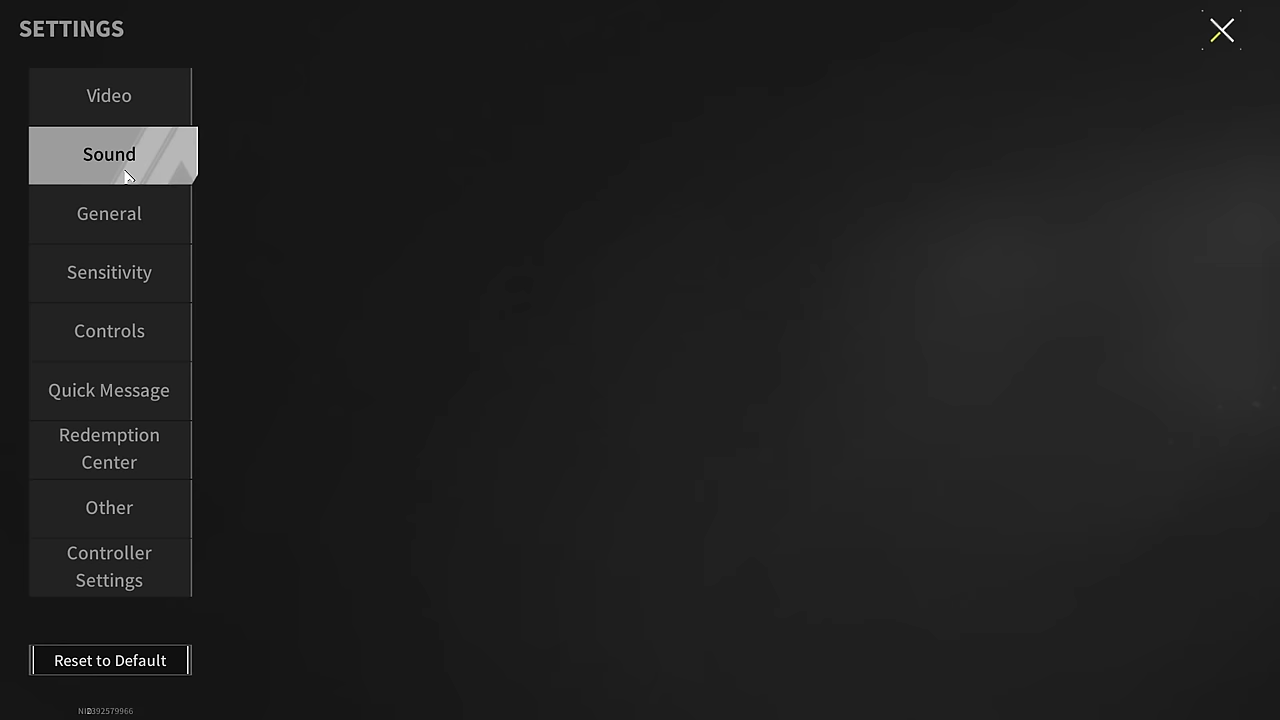 SETTINGS
Video
Sound
General
Sensitivity
Controls
Quick Message
Redemption
Center
Other
Controller
Settings
Reset to Default